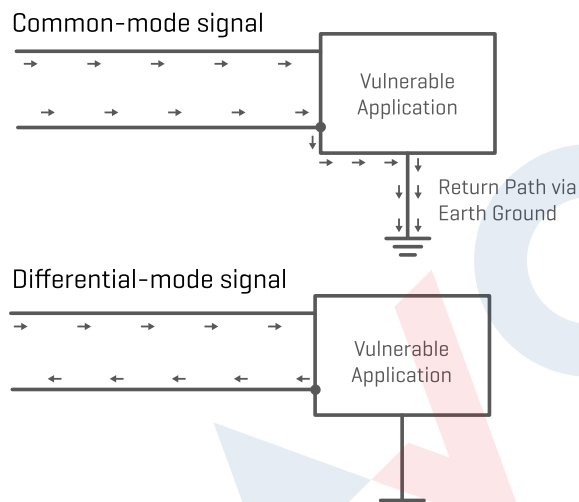 Common-mode signal
Vulnerable
Application
Return Path via
Earth Ground
Differential-mode signal
Vulnerable
Application